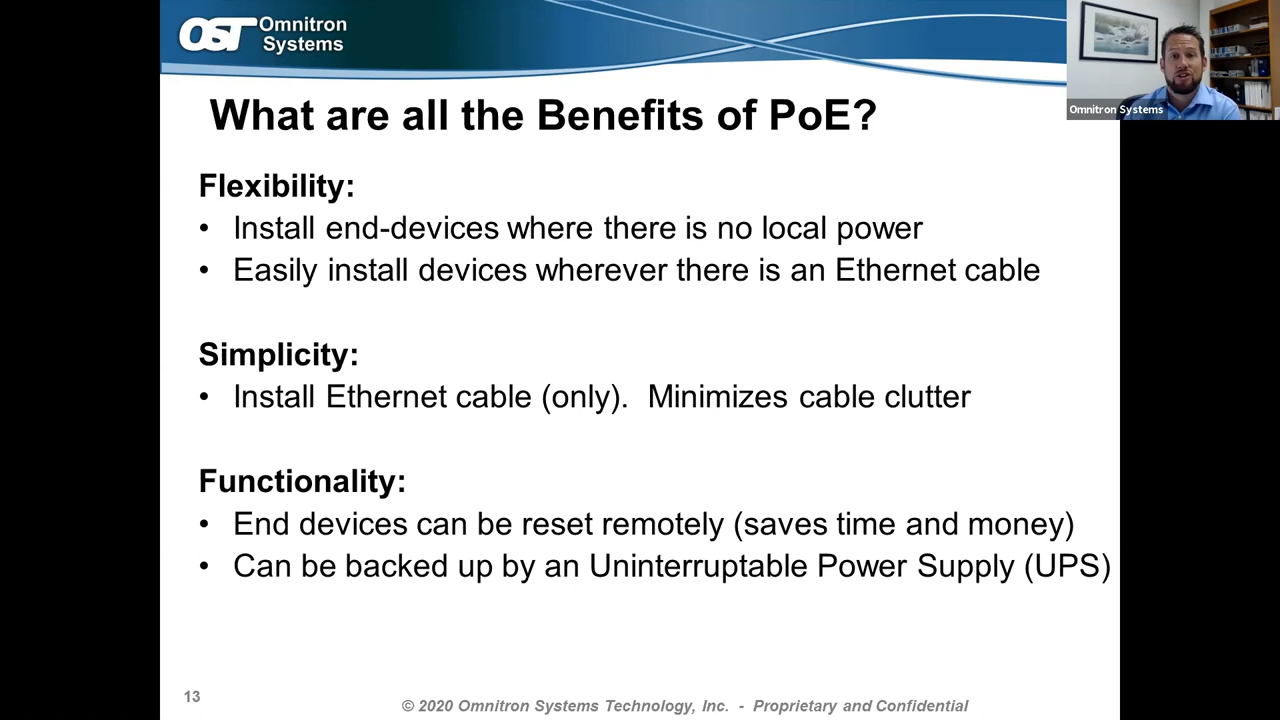 OST Omnitron
Systems
Omnitron Systems
What are all the Benefits of PoE?
Flexibility:
• Install end-devices where there is no local power
• Easily install devices wherever there is an Ethernet cable
Simplicity:
• Install Ethernet cable (only).  Minimizes cable clutter
Functionality:
• End devices can be reset remotely (saves time and money)
• Can be backed up by an Uninterruptable Power Supply (UPS)
13
© 2020 Omnitron Systems Technology, Inc. - Proprietary and Confidential